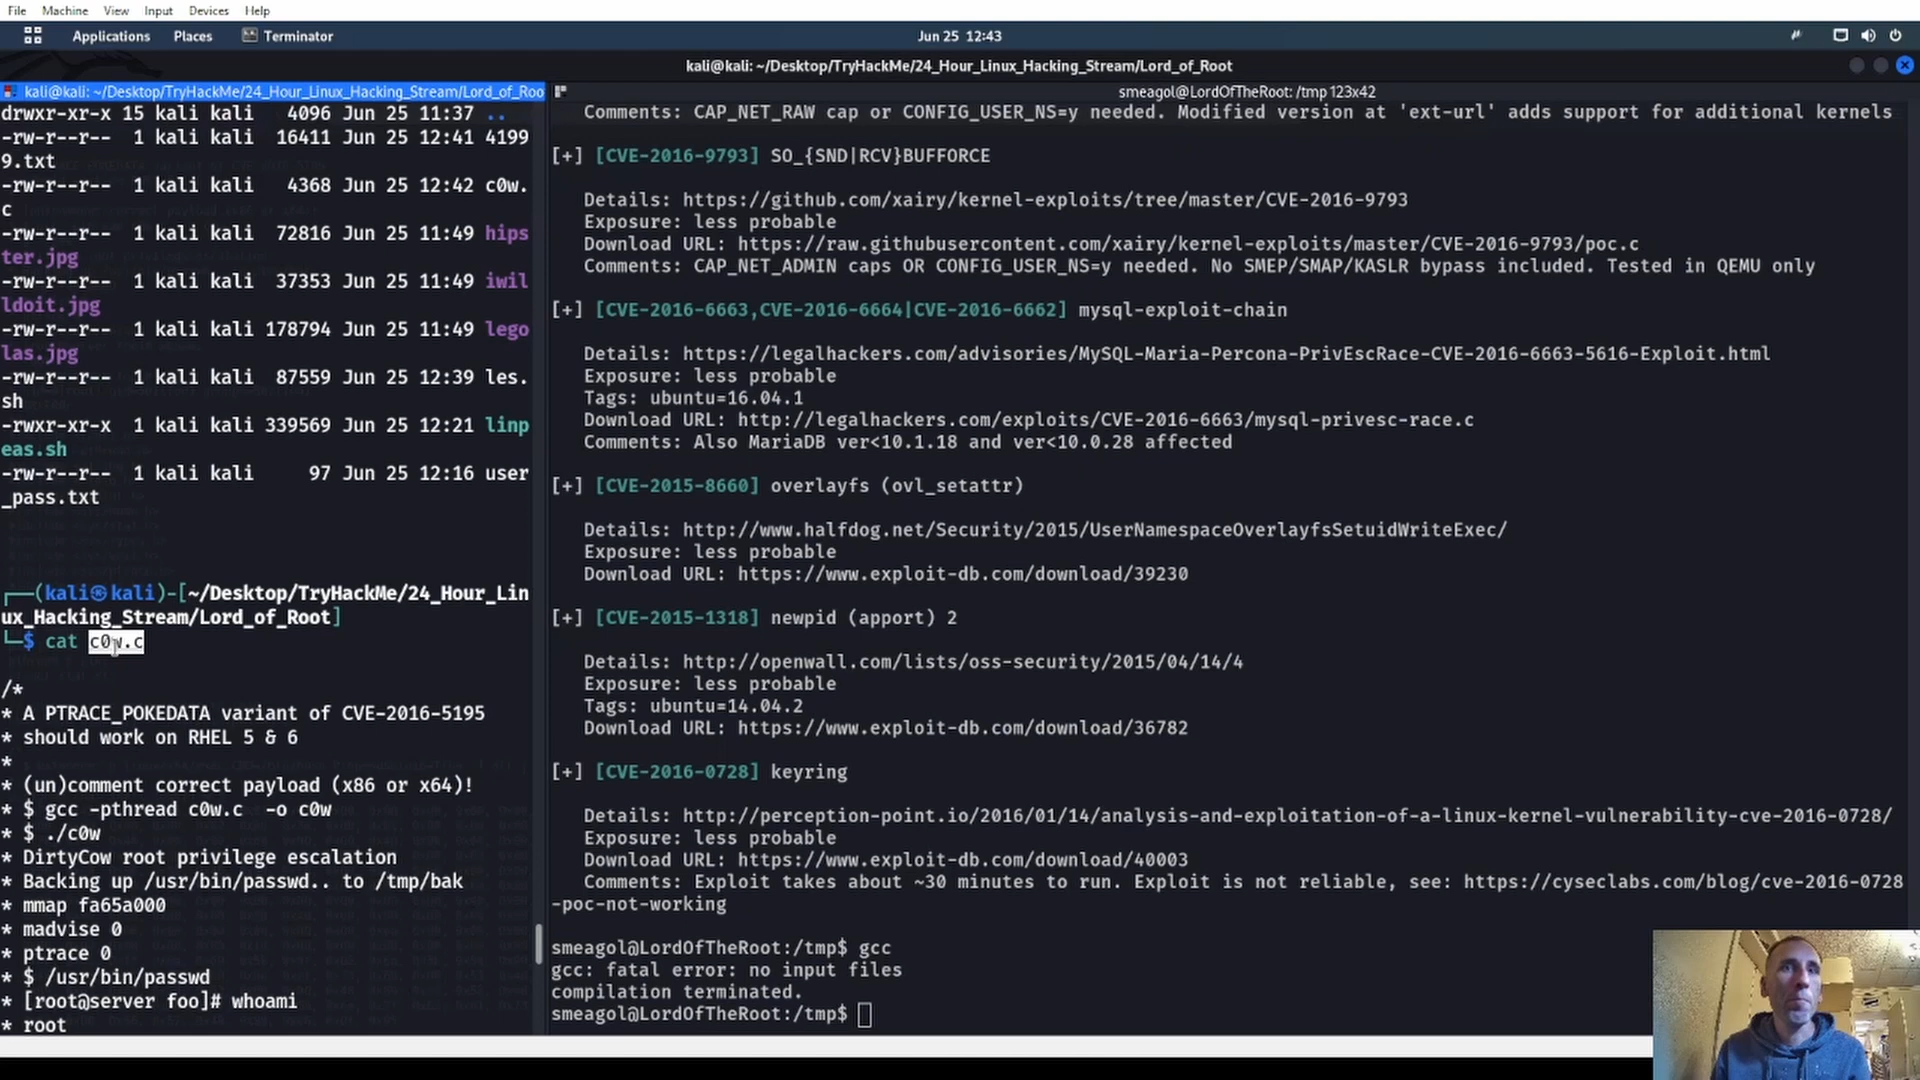 File Machine View Input Devices Help
Applications Places Terminator Jun 25 12:43
kali@kali: ~/Desktop/TryHackMe/24_Hour_Linux_Hacking_Stream/Lord_of_Root
kali@kali: ~/Desktop/TryHackMe/24_Hour_Linux_Hacking_Stream/Lord_of_Roo
drwxr-xr-x 15 kali kali 4096 Jun 25 11:37 ..
-rw-r--r-- 1 kali kali 16411 Jun 25 12:41 4199
9.txt
-rw-r--r-- 1 kali kali 4368 Jun 25 12:42 c0w.
c
-rw-r--r-- 1 kali kali 72816 Jun 25 11:49 hips
ter.jpg
-rw-r--r-- 1 kali kali 37353 Jun 25 11:49 iwil
ldoit.jpg
-rw-r--r-- 1 kali kali 178794 Jun 25 11:49 lego
las.jpg
-rw-r--r-- 1 kali kali 87559 Jun 25 12:39 les.
sh
-rwxr-xr-x 1 kali kali 339569 Jun 25 12:21 linp
eas.sh
-rw-r--r-- 1 kali kali 97 Jun 25 12:16 user
_pass.txt
┌──(kali㉿kali)-[~/Desktop/TryHackMe/24_Hour_Lin
ux_Hacking_Stream/Lord_of_Root]
└─$ cat c0w.c
/*
* A PTRACE_POKEDATA variant of CVE-2016-5195
* should work on RHEL 5 & 6
*
* (un)comment correct payload (x86 or x64)!
* $ gcc -pthread c0w.c -o c0w
* $ ./c0w
* DirtyCow root privilege escalation
* Backing up /usr/bin/passwd.. to /tmp/bak
* mmap fa65a000
* madvise 0
* ptrace 0
* $ /usr/bin/passwd
* [root@server foo]# whoami
* root
smeagol@LordOfTheRoot: /tmp 123x42
Comments: CAP_NET_RAW cap or CONFIG_USER_NS=y needed. Modified version at 'ext-url' adds support for additional kernels
[+] [CVE-2016-9793] SO_{SND|RCV}BUFFORCE
Details: https://github.com/xairy/kernel-exploits/tree/master/CVE-2016-9793
Exposure: less probable
Download URL: https://raw.githubusercontent.com/xairy/kernel-exploits/master/CVE-2016-9793/poc.c
Comments: CAP_NET_ADMIN caps OR CONFIG_USER_NS=y needed. No SMEP/SMAP/KASLR bypass included. Tested in QEMU only
[+] [CVE-2016-6663,CVE-2016-6664|CVE-2016-6662] mysql-exploit-chain
Details: https://legalhackers.com/advisories/MySQL-Maria-Percona-PrivEscRace-CVE-2016-6663-5616-Exploit.html
Exposure: less probable
Tags: ubuntu=16.04.1
Download URL: http://legalhackers.com/exploits/CVE-2016-6663/mysql-privesc-race.c
Comments: Also MariaDB ver<10.1.18 and ver<10.0.28 affected
[+] [CVE-2015-8660] overlayfs (ovl_setattr)
Details: http://www.halfdog.net/Security/2015/UserNamespaceOverlayfsSetuidWriteExec/
Exposure: less probable
Download URL: https://www.exploit-db.com/download/39230
[+] [CVE-2015-1318] newpid (apport) 2
Details: http://openwall.com/lists/oss-security/2015/04/14/4
Exposure: less probable
Tags: ubuntu=14.04.2
Download URL: https://www.exploit-db.com/download/36782
[+] [CVE-2016-0728] keyring
Details: http://perception-point.io/2016/01/14/analysis-and-exploitation-of-a-linux-kernel-vulnerability-cve-2016-0728/
Exposure: less probable
Download URL: https://www.exploit-db.com/download/40003
Comments: Exploit takes about ~30 minutes to run. Exploit is not reliable, see: https://cyseclabs.com/blog/cve-2016-0728
-poc-not-working
smeagol@LordOfTheRoot:/tmp$ gcc
gcc: fatal error: no input files
compilation terminated.
smeagol@LordOfTheRoot:/tmp$